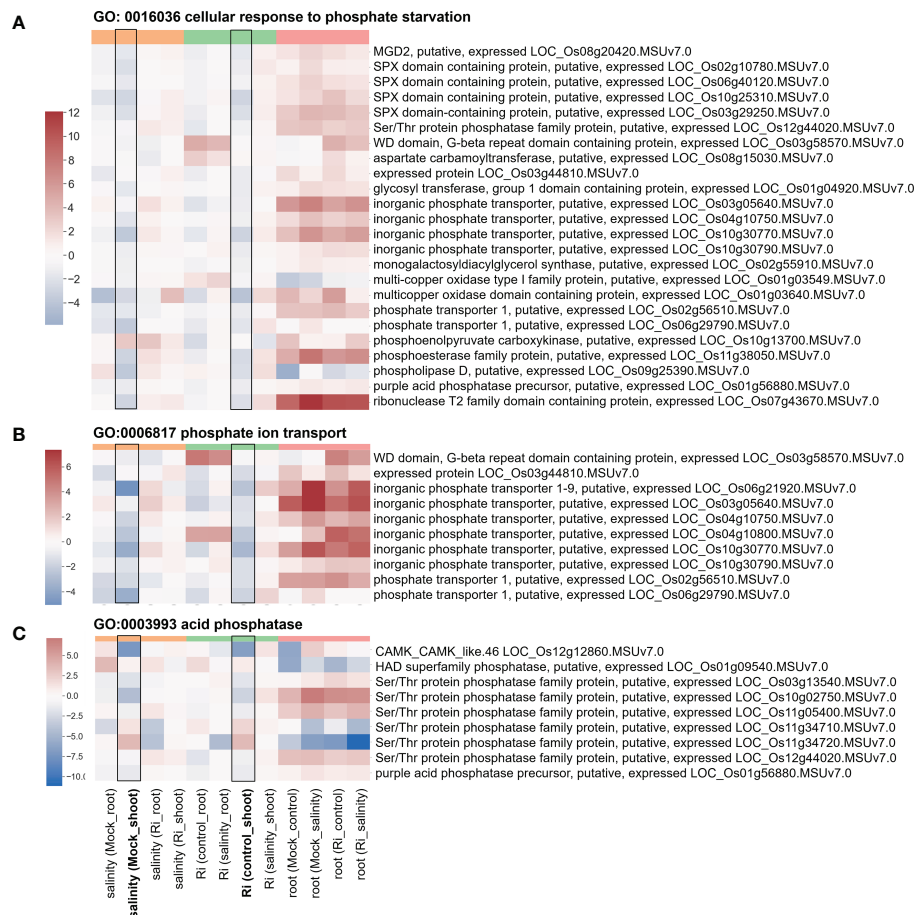 A
GO: 0016036 cellular response to phosphate starvation
MGD2, putative, expressed LOC_Os08g20420.MSUv7.0
SPX domain containing protein, putative, expressed LOC_Os02g10780.MSUv7.0
SPX domain containing protein, putative, expressed LOC_Os06g40120.MSUv7.0
SPX domain containing protein, putative, expressed LOC_Os10g25310.MSUv7.0
SPX domain-containing protein, putative, expressed LOC_Os03g29250.MSUv7.0
Ser/Thr protein phosphatase family protein, putative, expressed LOC_Os12g44020.MSUv7.0
WD domain, G-beta repeat domain containing protein, expressed LOC_Os03g58570.MSUv7.0
aspartate carbamoyltransferase, putative, expressed LOC_Os08g15030.MSUv7.0
expressed protein LOC_Os03g44810.MSUv7.0
glycosyl transferase, group 1 domain containing protein, expressed LOC_Os01g04920.MSUv7.0
inorganic phosphate transporter, putative, expressed LOC_Os03g05640.MSUv7.0
inorganic phosphate transporter, putative, expressed LOC_Os04g10750.MSUv7.0
inorganic phosphate transporter, putative, expressed LOC_Os10g30770.MSUv7.0
inorganic phosphate transporter, putative, expressed LOC_Os10g30790.MSUv7.0
monogalactosyldiacylglycerol synthase, putative, expressed LOC_Os02g55910.MSUv7.0
multi-copper oxidase type I family protein, putative, expressed LOC_Os01g03549.MSUv7.0
multicopper oxidase domain containing protein, expressed LOC_Os01g03640.MSUv7.0
phosphate transporter 1, putative, expressed LOC_Os02g56510.MSUv7.0
phosphate transporter 1, putative, expressed LOC_Os06g29790.MSUv7.0
phosphoenolpyruvate carboxykinase, putative, expressed LOC_Os10g13700.MSUv7.0
phosphoesterase family protein, putative, expressed LOC_Os11g38050.MSUv7.0
phospholipase D, putative, expressed LOC_Os09g25390.MSUv7.0
purple acid phosphatase precursor, putative, expressed LOC_Os01g56880.MSUv7.0
ribonuclease T2 family domain containing protein, expressed LOC_Os07g43670.MSUv7.0
12
10
8
6
4
2
0
−2
−4
B
GO:0006817 phosphate ion transport
WD domain, G-beta repeat domain containing protein, expressed LOC_Os03g58570.MSUv7.0
expressed protein LOC_Os03g44810.MSUv7.0
inorganic phosphate transporter 1-9, putative, expressed LOC_Os06g21920.MSUv7.0
inorganic phosphate transporter, putative, expressed LOC_Os03g05640.MSUv7.0
inorganic phosphate transporter, putative, expressed LOC_Os04g10750.MSUv7.0
inorganic phosphate transporter, putative, expressed LOC_Os04g10800.MSUv7.0
inorganic phosphate transporter, putative, expressed LOC_Os10g30770.MSUv7.0
inorganic phosphate transporter, putative, expressed LOC_Os10g30790.MSUv7.0
phosphate transporter 1, putative, expressed LOC_Os02g56510.MSUv7.0
phosphate transporter 1, putative, expressed LOC_Os06g29790.MSUv7.0
6
4
2
0
−2
−4
C
GO:0003993 acid phosphatase
CAMK_CAMK_like.46 LOC_Os12g12860.MSUv7.0
HAD superfamily phosphatase, putative, expressed LOC_Os01g09540.MSUv7.0
Ser/Thr protein phosphatase family protein, putative, expressed LOC_Os03g13540.MSUv7.0
Ser/Thr protein phosphatase family protein, putative, expressed LOC_Os10g02750.MSUv7.0
Ser/Thr protein phosphatase family protein, putative, expressed LOC_Os11g05400.MSUv7.0
Ser/Thr protein phosphatase family protein, putative, expressed LOC_Os11g34710.MSUv7.0
Ser/Thr protein phosphatase family protein, putative, expressed LOC_Os11g34720.MSUv7.0
Ser/Thr protein phosphatase family protein, putative, expressed LOC_Os12g44020.MSUv7.0
purple acid phosphatase precursor, putative, expressed LOC_Os01g56880.MSUv7.0
5.0
2.5
0.0
−2.5
−5.0
−7.5
−10.0
salinity (Mock_root)
salinity (Mock_shoot)
salinity (Ri_root)
salinity (Ri_shoot)
Ri (control_root)
Ri (salinity_root)
Ri (control_shoot)
Ri (salinity_shoot)
root (Mock_control)
root (Mock_salinity)
root (Ri_control)
root (Ri_salinity)